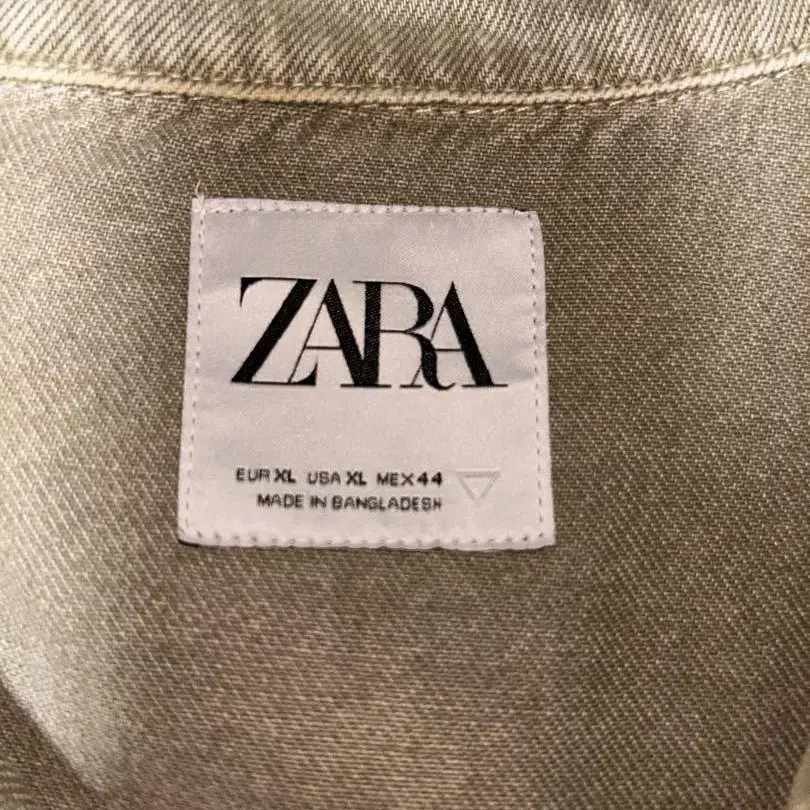 ZARA
EUR XL USA XL MEX 44
MADE IN BANGLADESH